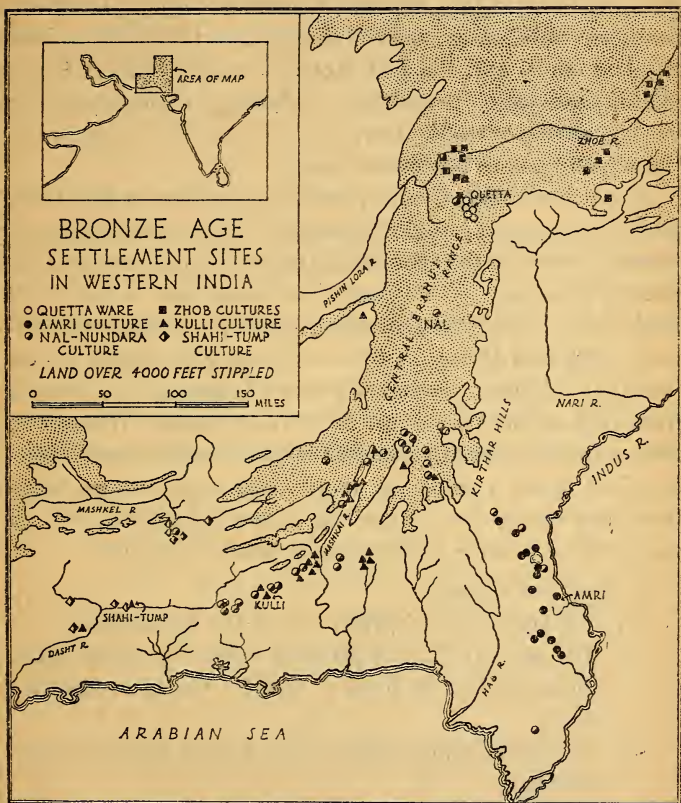 AREA OF MAP
BRONZE AGE
SETTLEMENT SITES
IN WESTERN INDIA
QUETTA WARE
ZHOB CULTURES
AMRI CULTURE
KULLI CULTURE
NAL-NUNDARA
CULTURE
SHAHI-TUMP
CULTURE
LAND OVER 4000 FEET STIPPLED
0 50 100 150
MILES
ZHOB R.
QUETTA
PISHIN LORA R.
CENTRAL BRAHUI
RANGE
NAL
NARI R.
INDUS R.
KIRTHAR HILLS
MASHKEL R
MASHKAI R.
AMRI
KULLI
SHAHI-TUMP
DASHT R.
HAB R.
ARABIAN SEA